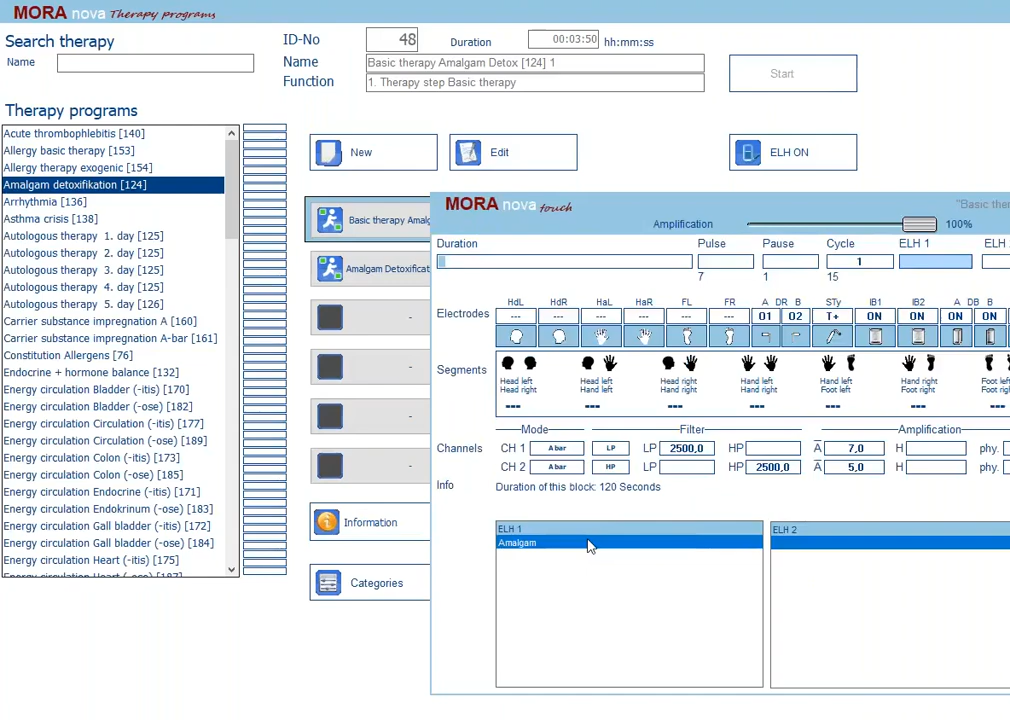 MORA nova Therapy programs
Search therapy
Name
ID-No 48 Duration 00:03:50 hh:mm:ss
Name Basic therapy Amalgam Detox [124] 1
Function 1. Therapy step Basic therapy
Start
Therapy programs
Acute thrombophlebitis [140]
Allergy basic therapy [153]
Allergy therapy exogenic [154]
Amalgam detoxifikation [124]
Arrhythmia [136]
Asthma crisis [138]
Autologous therapy 1. day [125]
Autologous therapy 2. day [125]
Autologous therapy 3. day [125]
Autologous therapy 4. day [125]
Autologous therapy 5. day [126]
Carrier substance impregnation A [160]
Carrier substance impregnation A-bar [161]
Constitution Allergens [76]
Endocrine + hormone balance [132]
Energy circulation Bladder (-itis) [170]
Energy circulation Bladder (-ose) [182]
Energy circulation Circulation (-itis) [177]
Energy circulation Circulation (-ose) [189]
Energy circulation Colon (-itis) [173]
Energy circulation Colon (-ose) [185]
Energy circulation Endocrine (-itis) [171]
Energy circulation Endokrinum (-ose) [183]
Energy circulation Gall bladder (-itis) [172]
Energy circulation Gall bladder (-ose) [184]
Energy circulation Heart (-itis) [175]
Energy circulation Heart (-ose) [187]
New
Edit
ELH ON
Basic therapy Amalg
Amalgam Detoxificat
-
-
-
-
Information
Categories
MORA nova touch
"Basic ther
Amplification 100%
Duration Pulse Pause Cycle ELH 1 ELH
1
7 1 15
HdL HdR HaL HaR FL FR A DR B STy IB1 IB2 A DB B
Electrodes --- --- --- --- --- --- 01 02 T+ ON ON ON ON
Segments
Head left Head left Head right Hand left Hand left Hand right Foot left
Head right Hand left Hand right Hand right Foot left Foot right Foot rig
--- --- --- --- --- --- ---
Mode Filter Amplification
Channels CH 1 A bar LP LP 2500,0 HP A 7,0 H phy.
CH 2 A bar HP LP HP 2500,0 A 5,0 H phy.
Info Duration of this block: 120 Seconds
ELH 1 ELH 2
Amalgam